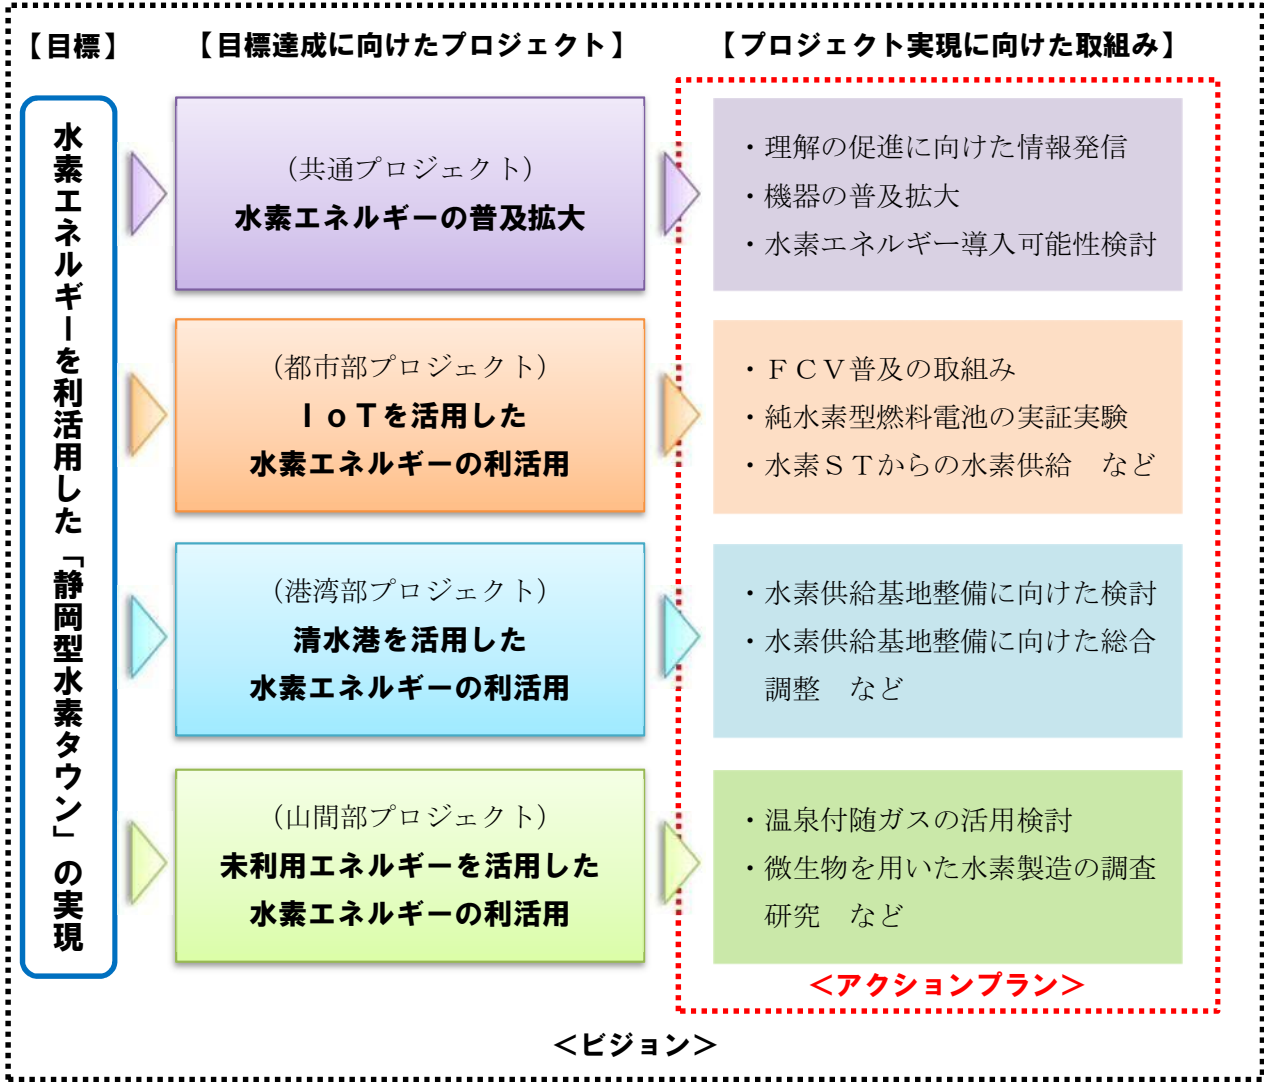 【目標】
【目標達成に向けたプロジェクト】
【プロジェクト実現に向けた取組み】
水素エネルギーを利活用した「静岡型水素タウン」の実現
（共通プロジェクト）
水素エネルギーの普及拡大
・理解の促進に向けた情報発信
・機器の普及拡大
・水素エネルギー導入可能性検討
（都市部プロジェクト）
ＩｏＴを活用した
水素エネルギーの利活用
・ＦＣＶ普及の取組み
・純水素型燃料電池の実証実験
・水素ＳＴからの水素供給　など
（港湾部プロジェクト）
清水港を活用した
水素エネルギーの利活用
・水素供給基地整備に向けた検討
・水素供給基地整備に向けた総合
調整　など
（山間部プロジェクト）
未利用エネルギーを活用した
水素エネルギーの利活用
・温泉付随ガスの活用検討
・微生物を用いた水素製造の調査
研究　など
＜アクションプラン＞
＜ビジョン＞